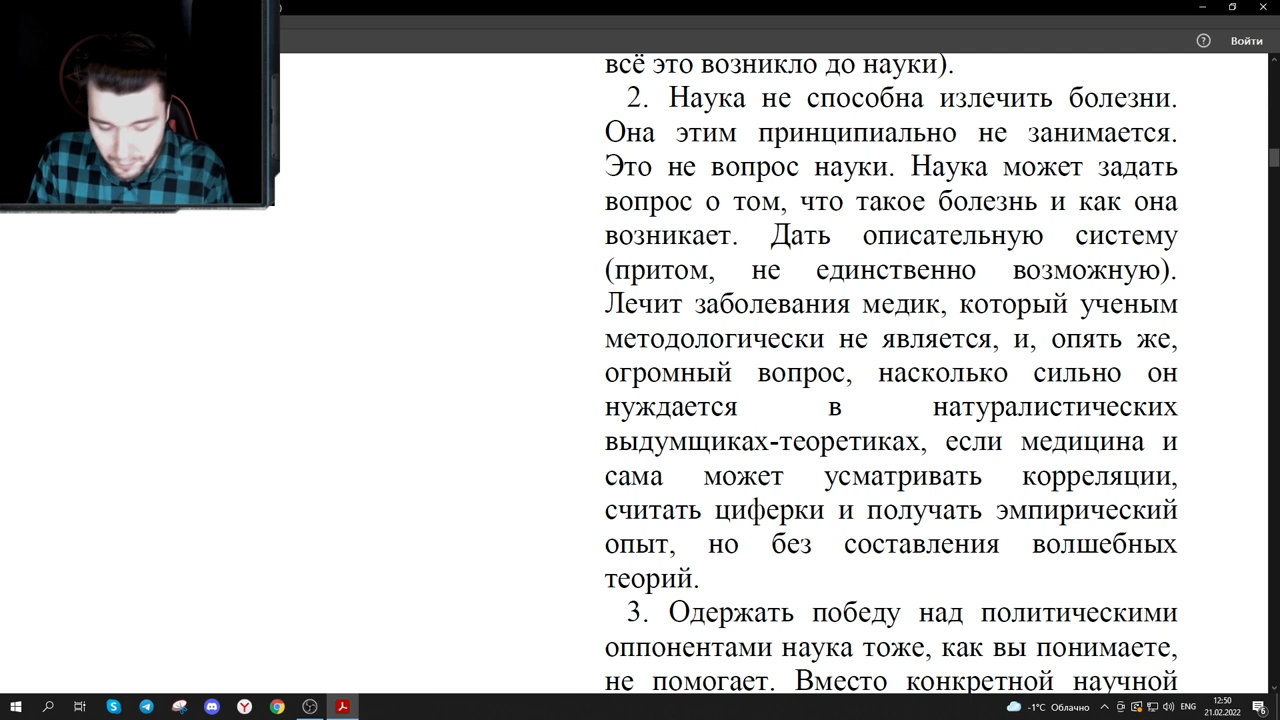 Войти
всё это возникло до науки).
2. Наука не способна излечить болезни.
Она этим принципиально не занимается.
Это не вопрос науки. Наука может задать
вопрос о том, что такое болезнь и как она
возникает. Дать описательную систему
(притом, не единственно возможную).
Лечит заболевания медик, который ученым
методологически не является, и, опять же,
огромный вопрос, насколько сильно он
нуждается в натуралистических
выдумщиках-теоретиках, если медицина и
сама может усматривать корреляции,
считать циферки и получать эмпирический
опыт, но без составления волшебных
теорий.
3. Одержать победу над политическими
оппонентами наука тоже, как вы понимаете,
не помогает. Вместо конкретной научной
-1°C Облачно ENG 12:50
21.02.2022 6